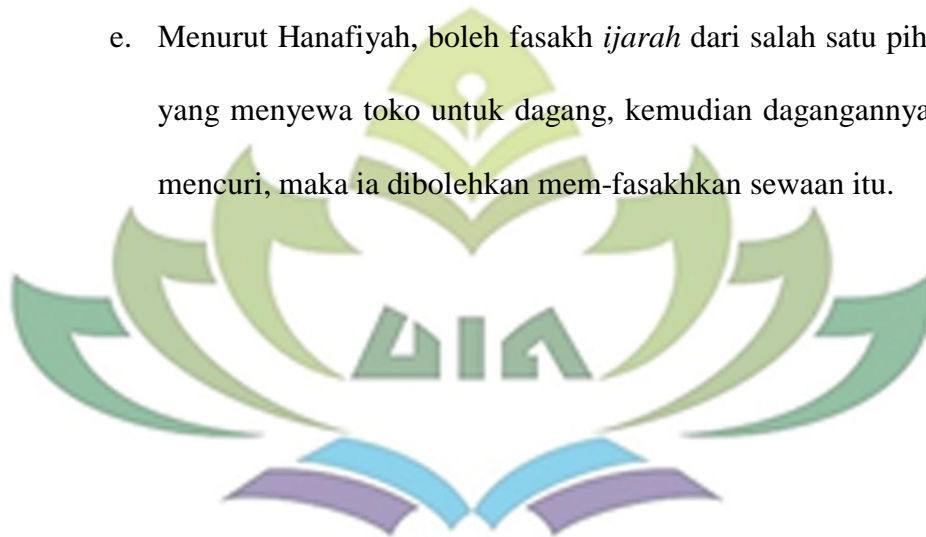 e. Menurut Hanafiyah, boleh fasakh ijarah dari salah satu pih
yang menyewa toko untuk dagang, kemudian dagangannya
mencuri, maka ia dibolehkan mem-fasakhkan sewaan itu.
UIN